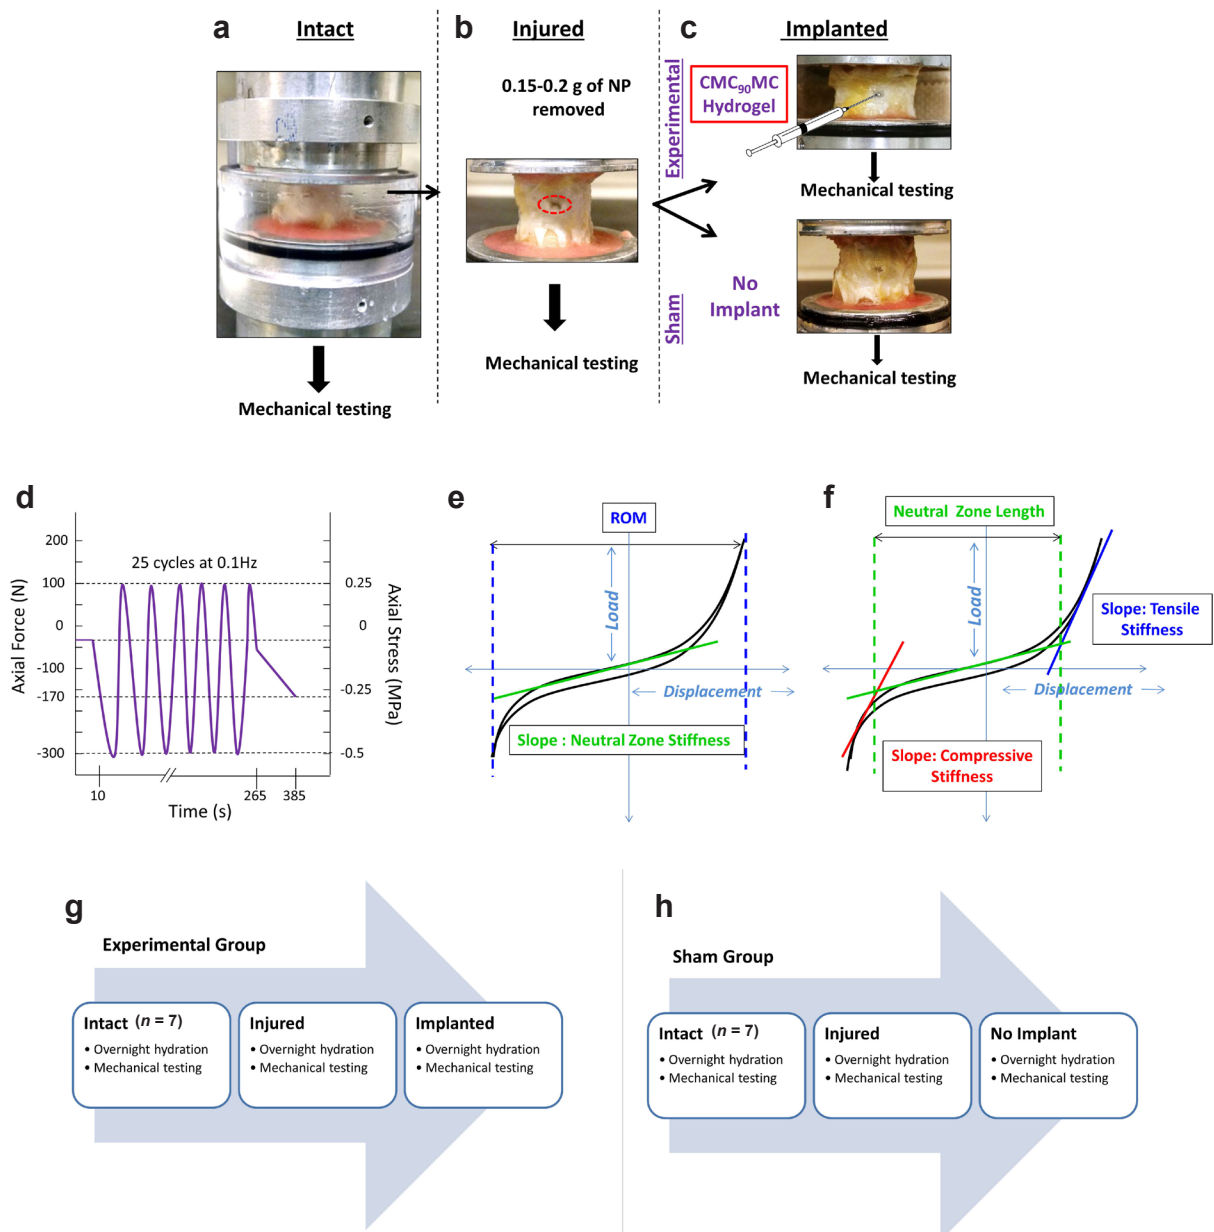 a
Intact
Mechanical testing
b
Injured
0.15-0.2 g of NP
removed
Mechanical testing
c
Implanted
Experimental
CMC₉₀MC
Hydrogel
Mechanical testing
Sham
No
Implant
Mechanical testing
d
25 cycles at 0.1Hz
Axial Force (N)
200
100
0
-100
-170
-300
Axial Stress (MPa)
0.25
0
-0.25
-0.5
10
265
385
Time (s)
e
ROM
Load
Displacement
Slope : Neutral Zone Stiffness
f
Neutral Zone Length
Load
Slope: Tensile
Stiffness
Displacement
Slope: Compressive
Stiffness
g
Experimental Group
Intact (n = 7)
• Overnight hydration
• Mechanical testing
Injured
• Overnight hydration
• Mechanical testing
Implanted
• Overnight hydration
• Mechanical testing
h
Sham Group
Intact (n = 7)
• Overnight hydration
• Mechanical testing
Injured
• Overnight hydration
• Mechanical testing
No Implant
• Overnight hydration
• Mechanical testing